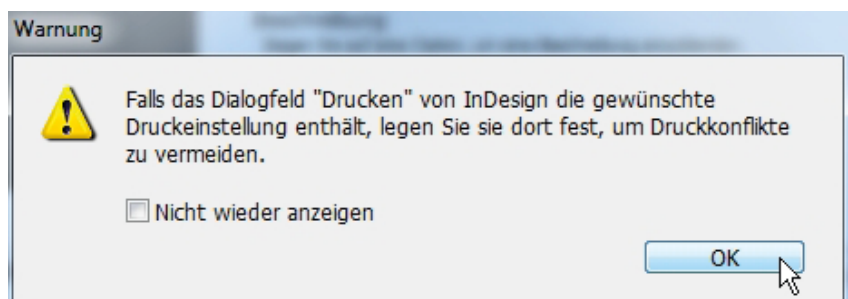 Warnung
Falls das Dialogfeld "Drucken" von InDesign die gewünschte
Druckeinstellung enthält, legen Sie sie dort fest, um Druckkonflikte
zu vermeiden.
Nicht wieder anzeigen
OK